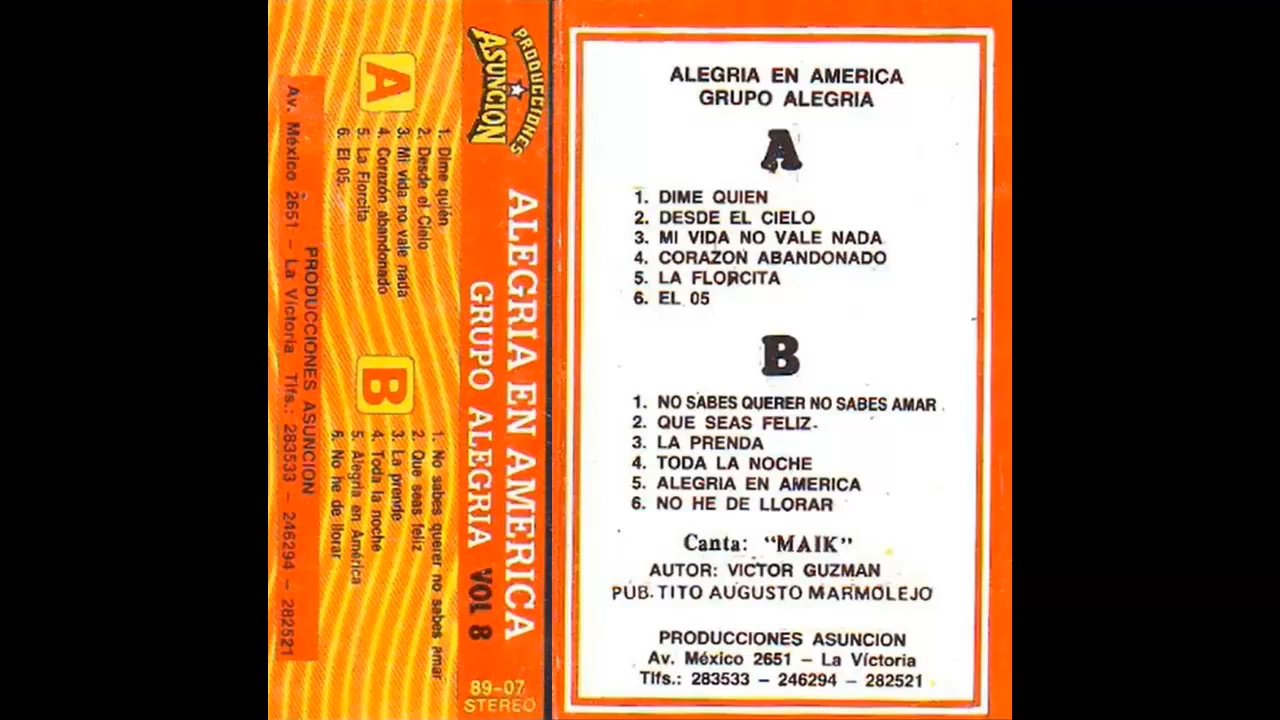 PRODUCCIONES
ASUNCION
A
1. Dime quién
2. Desde el Cielo
3. Mi vida no vale nada
4. Corazón abandonado
5. La Florcita
6. El 05.
B
1. No sabes querer no sabes amar
2. Que seas feliz
3. La prende
4. Toda la noche
5. Alegría en América
6. No he de llorar
PRODUCCIONES ASUNCION
Av. México 2651 – La Víctoria Tlfs.: 283533 – 246294 – 282521
ALEGRIA EN AMERICA
GRUPO ALEGRIA VOL 8
89-07
STEREO
ALEGRIA EN AMERICA
GRUPO ALEGRIA
A
1. DIME QUIEN
2. DESDE EL CIELO
3. MI VIDA NO VALE NADA
4. CORAZON ABANDONADO
5. LA FLORCITA
6. EL 05
B
1. NO SABES QUERER NO SABES AMAR
2. QUE SEAS FELIZ
3. LA PRENDA
4. TODA LA NOCHE
5. ALEGRIA EN AMERICA
6. NO HE DE LLORAR
Canta: "MAIK"
AUTOR: VICTOR GUZMAN
PUB. TITO AUGUSTO MARMOLEJO
PRODUCCIONES ASUNCION
Av. México 2651 – La Víctoria
Tlfs.: 283533 – 246294 – 282521